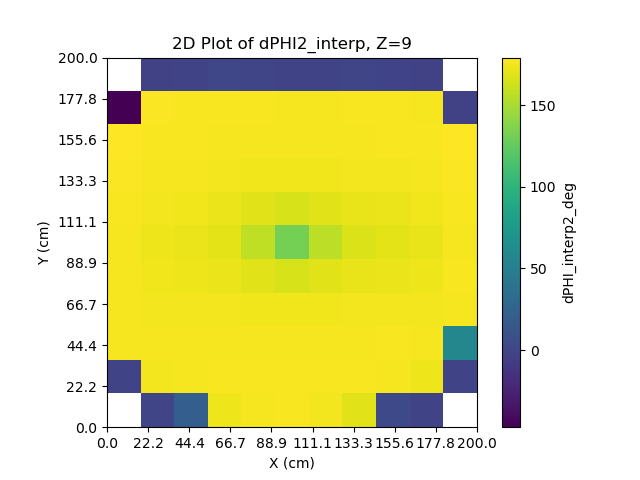 2D Plot of dPHI2_interp, Z=9
200.0
177.8
155.6
133.3
111.1
88.9
66.7
44.4
22.2
0.0
Y (cm)
0.0 22.2 44.4 66.7 88.9 111.1 133.3 155.6 177.8 200.0
X (cm)
150
100
50
0
dPHI_interp2_deg